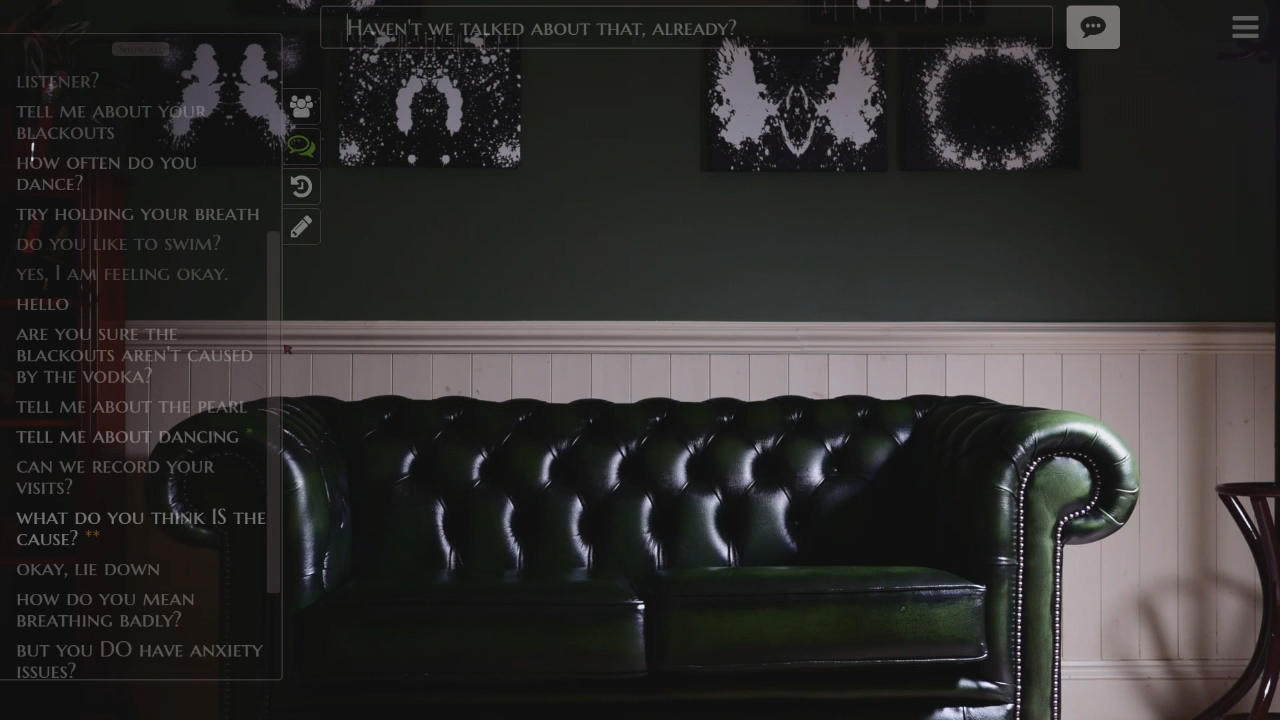 Haven't we talked about that, already?
Show all
listener?
Tell me about your
blackouts
How often do you
dance?
Try holding your breath
Do you like to swim?
Yes, I am feeling okay.
Hello
Are you sure the
blackouts aren't caused
by the vodka?
Tell me about the pearl
Tell me about dancing *
Can we record your
visits?
What do you think IS the
cause? **
Okay, lie down
How do you mean
breathing badly?
But you DO have anxiety
issues?